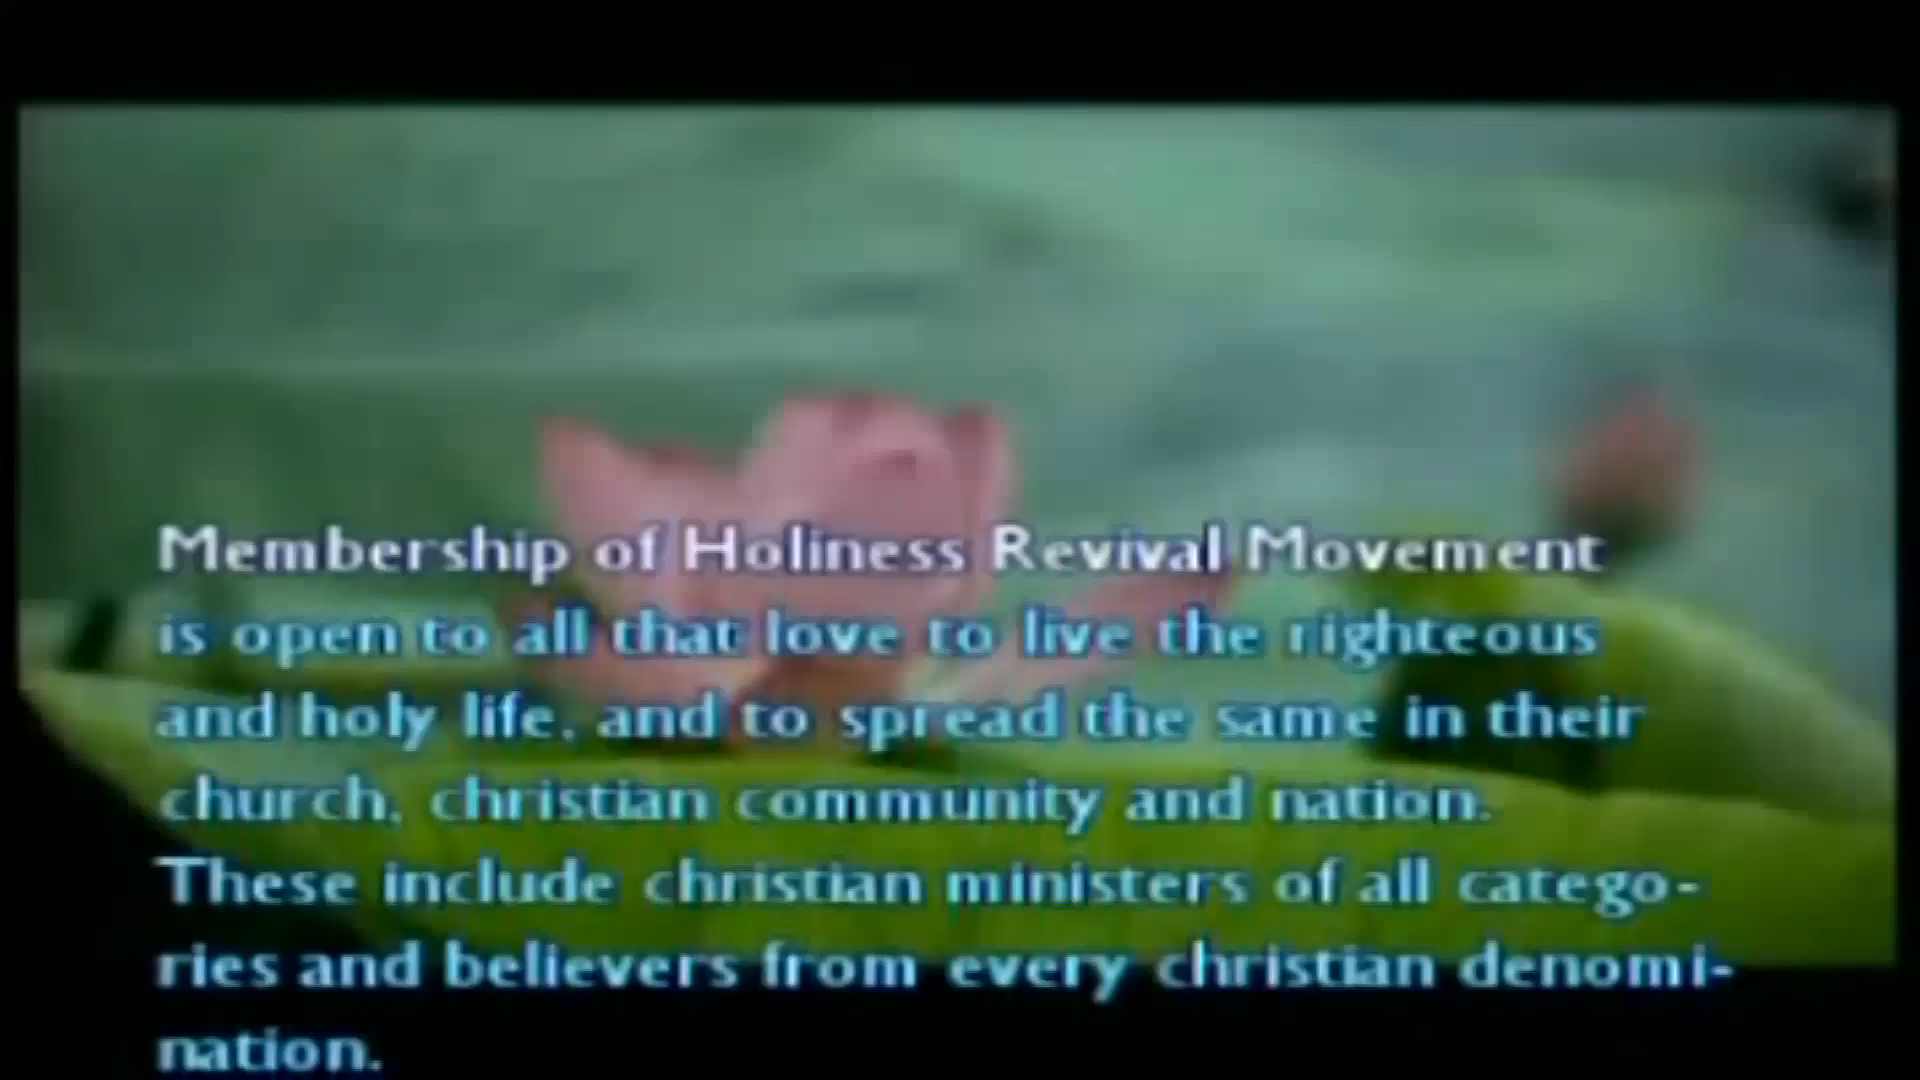 Membership of Holiness Revival Movement
is open to all that love to live the righteous
and holy life, and to spread the same in their
church, christian community and nation.
These include christian ministers of all catego-
ries and believers from every christian denomi-
nation.